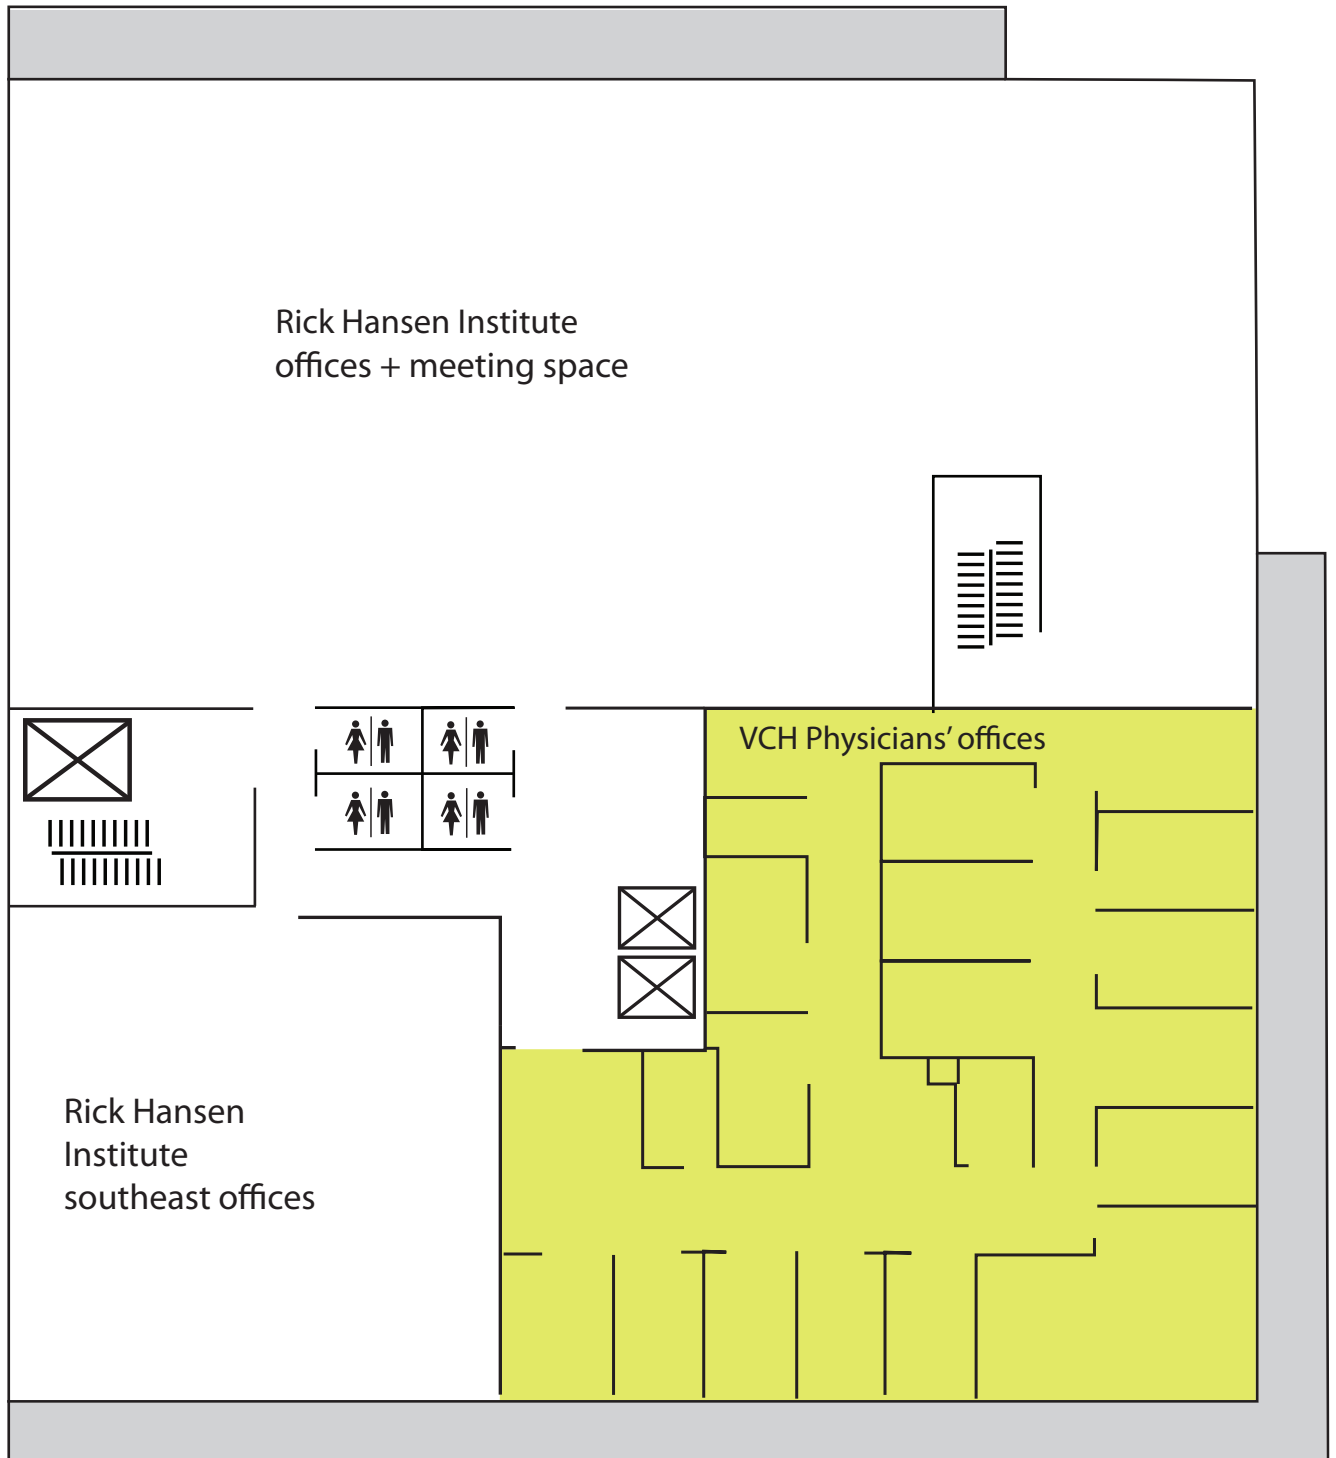 Rick Hansen Institute
offices + meeting space
VCH Physicians’ offices
Rick Hansen
Institute
southeast offices